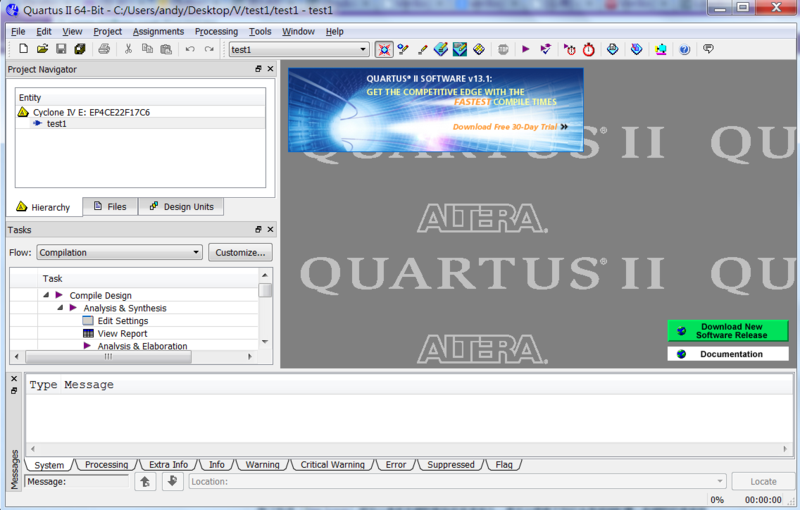 Quartus II 64-Bit - C:/Users/andy/Desktop/V/test1/test1 - test1
File Edit View Project Assignments Processing Tools Window Help
test1
Project Navigator
Entity
Cyclone IV E: EP4CE22F17C6
test1
Hierarchy Files Design Units
Tasks
Flow: Compilation Customize...
Task
Compile Design
Analysis & Synthesis
Edit Settings
View Report
Analysis & Elaboration
QUARTUS® II SOFTWARE v13.1:
GET THE COMPETITIVE EDGE WITH THE
FASTEST COMPILE TIMES
Download Free 30-Day Trial
® II QU
ALTERA®
QUARTUS® II QU
ALTERA®
Download New
Software Release
Documentation
Messages
Type Message
System Processing Extra Info Info Warning Critical Warning Error Suppressed Flag
Message: Location: Locate
0% 00:00:00